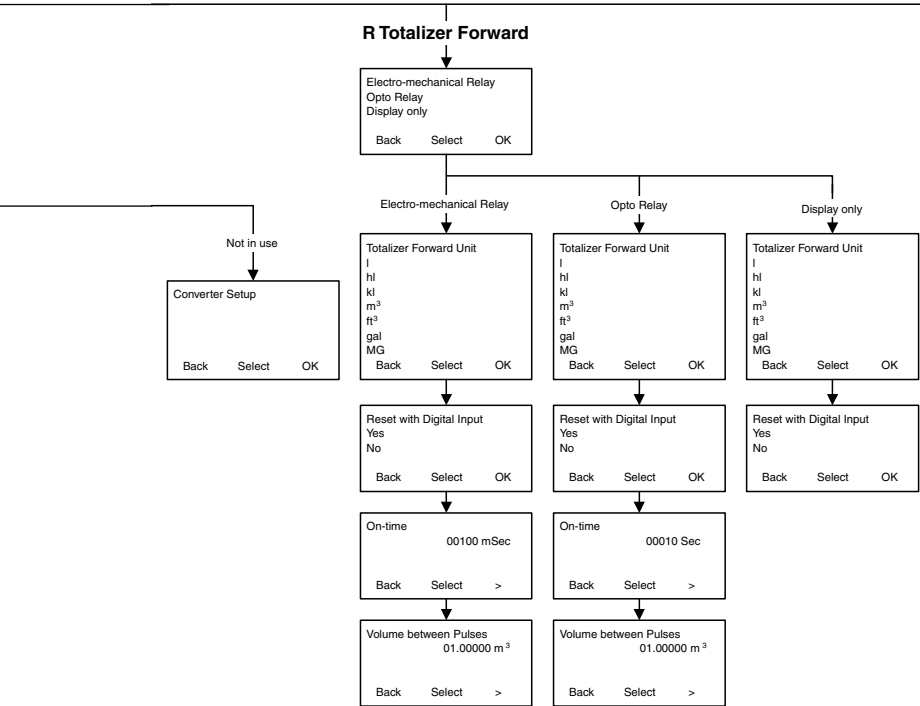 R Totalizer Forward
Electro-mechanical Relay
Opto Relay
Display only
Back Select OK
Electro-mechanical Relay
Opto Relay
Display only
Not in use
Converter Setup
Back Select OK
Totalizer Forward Unit
l
hl
kl
m³
ft³
gal
MG
Back Select OK
Totalizer Forward Unit
l
hl
kl
m³
ft³
gal
MG
Back Select OK
Totalizer Forward Unit
l
hl
kl
m³
ft³
gal
MG
Back Select OK
Reset with Digital Input
Yes
No
Back Select OK
Reset with Digital Input
Yes
No
Back Select OK
Reset with Digital Input
Yes
No
Back Select OK
On-time
00100 mSec
Back Select >
On-time
00010 Sec
Back Select >
Volume between Pulses
01.00000 m³
Back Select >
Volume between Pulses
01.00000 m³
Back Select >